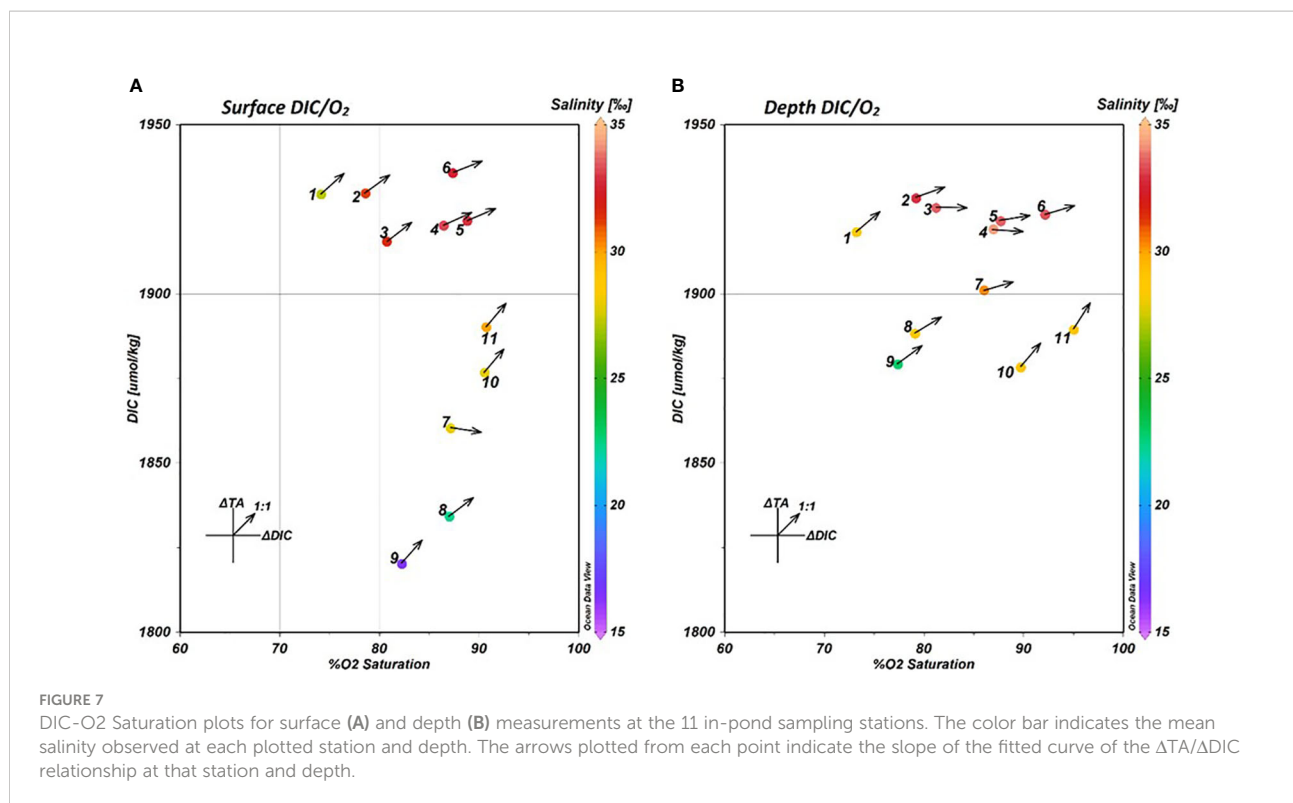 A
Surface DIC/O₂
Salinity [‰]
1950
1900
1850
1800
DIC [umol/kg]
60
70
80
90
100
%O2 Saturation
1
2
3
4
5
6
11
10
7
8
9
ΔTA
1:1
ΔDIC
Ocean Data View
35
30
25
20
15
B
Depth DIC/O₂
Salinity [‰]
1950
1900
1850
1800
DIC [umol/kg]
60
70
80
90
100
%O2 Saturation
1
2
3
4
5
6
7
8
9
10
11
ΔTA
1:1
ΔDIC
Ocean Data View
35
30
25
20
15
FIGURE 7
DIC-O2 Saturation plots for surface (A) and depth (B) measurements at the 11 in-pond sampling stations. The color bar indicates the mean
salinity observed at each plotted station and depth. The arrows plotted from each point indicate the slope of the fitted curve of the ΔTA/ΔDIC
relationship at that station and depth.